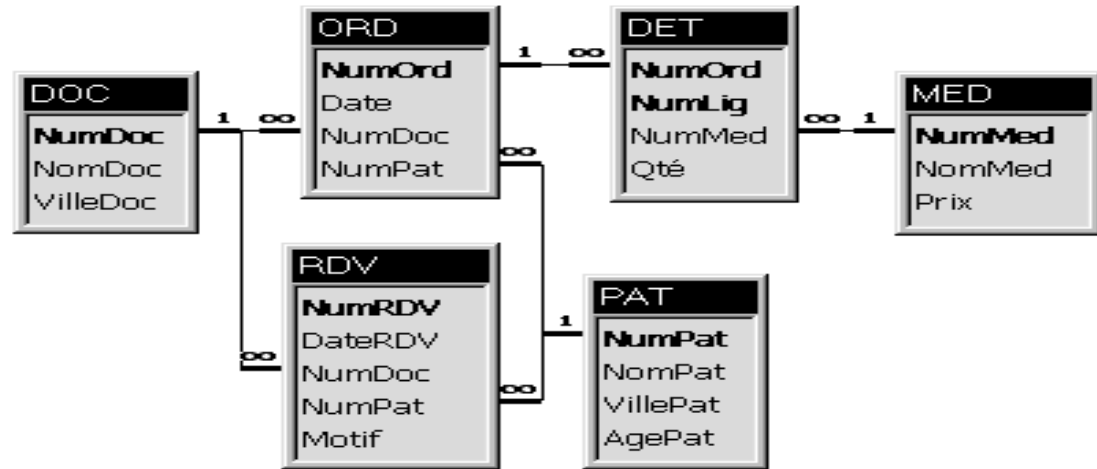 DOC
NumDoc
NomDoc
VilleDoc
1 ∞
ORD
NumOrd
Date
NumDoc
NumPat
1 ∞
DET
NumOrd
NumLig
NumMed
Qté
∞ 1
MED
NumMed
NomMed
Prix
∞
RDV
NumRDV
DateRDV
NumDoc
NumPat
Motif
∞
∞
1
PAT
NumPat
NomPat
VillePat
AgePat